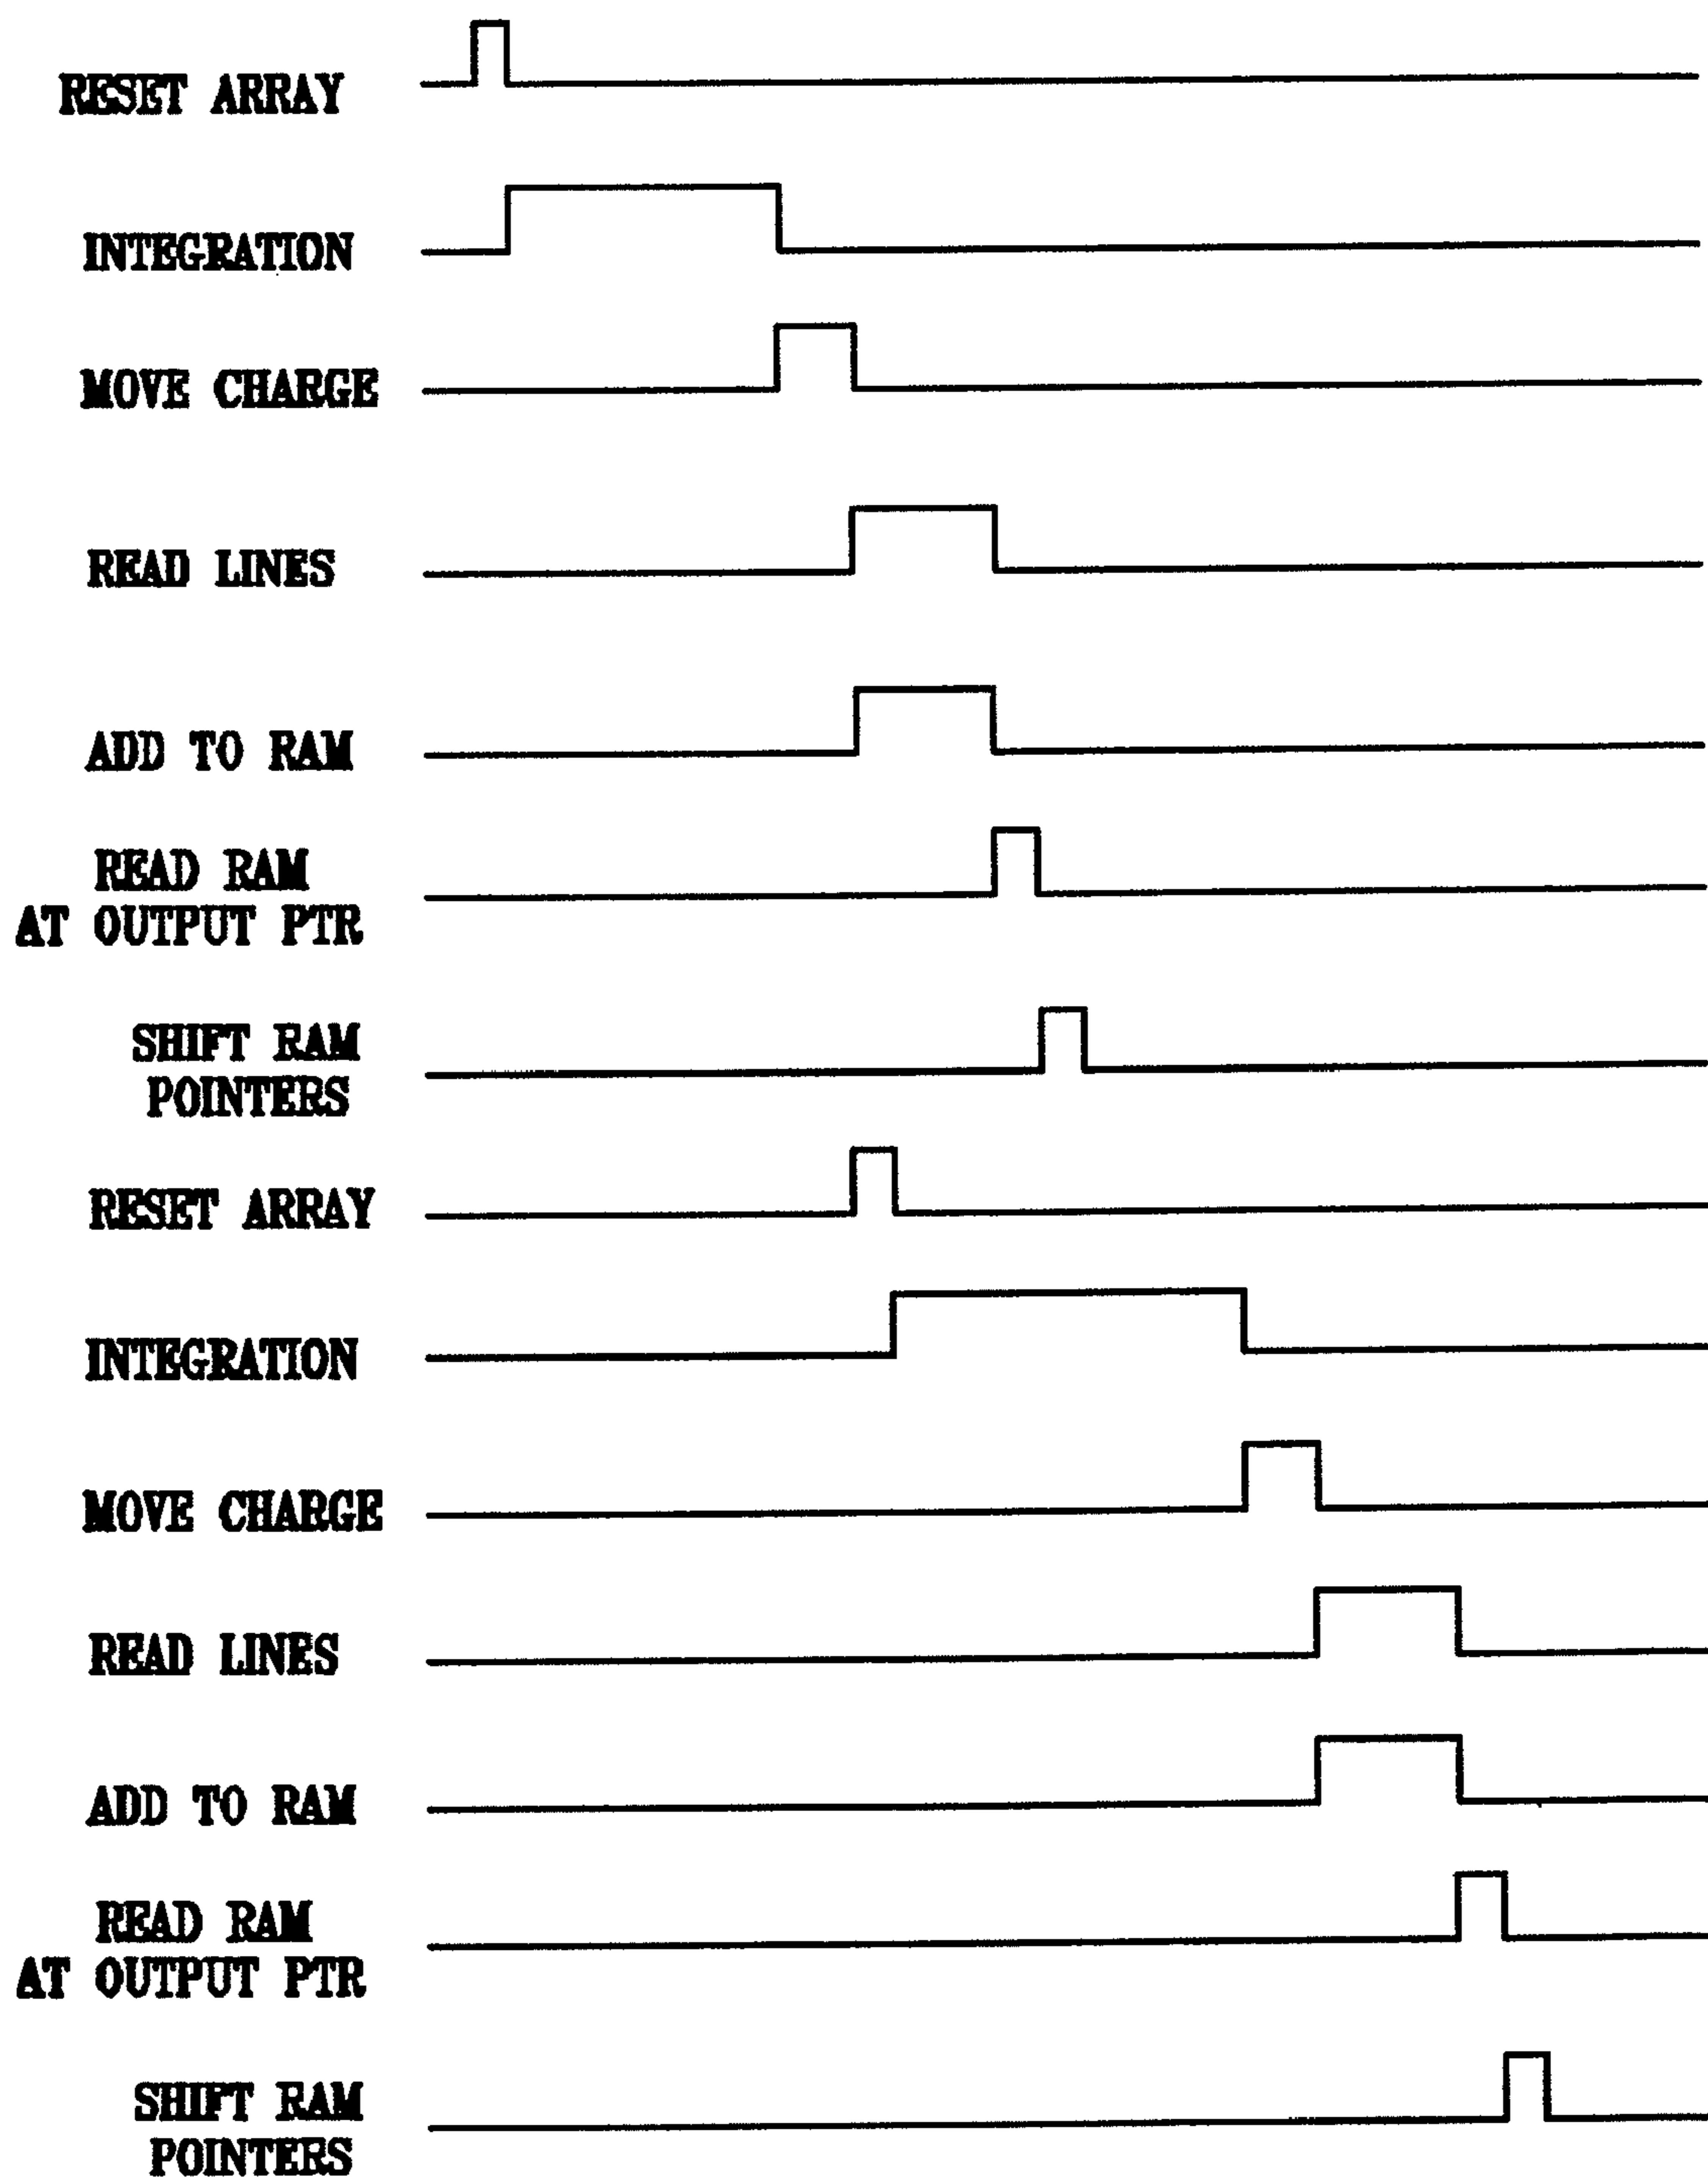 RESET ARRAY
INTEGRATION
MOVE CHARGE
READ LINES
ADD TO RAM
READ RAM
AT OUTPUT PTR
SHIFT RAM
POINTERS
RESET ARRAY
INTEGRATION
MOVE CHARGE
READ LINES
ADD TO RAM
READ RAM
AT OUTPUT PTR
SHIFT RAM
POINTERS